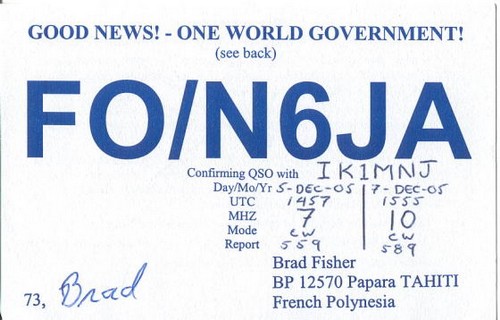 GOOD NEWS! - ONE WORLD GOVERNMENT!
(see back)
FO/N6JA
Confirming QSO with IK1MNJ
Day/Mo/Yr 5-DEC-05 7-DEC-05
UTC 1457 1555
MHZ 7 10
Mode CW CW
Report 559 589
Brad Fisher
BP 12570 Papara TAHITI
73, Brad French Polynesia